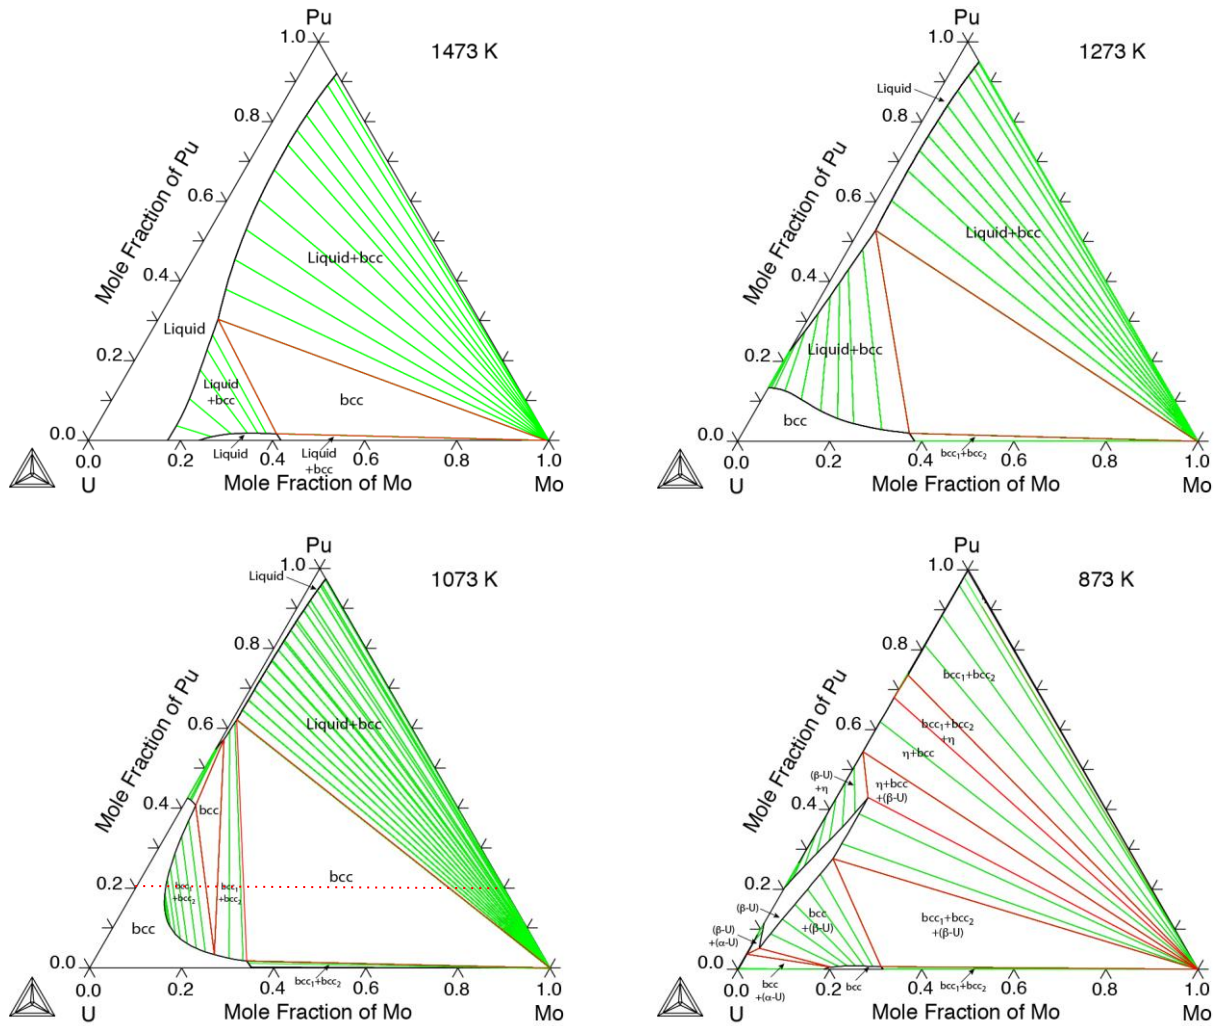 Pu
1.0
1473 K
0.8
0.6
0.4
0.2
0.0
Mole Fraction of Pu
Liquid+bcc
Liquid
Liquid
+bcc
bcc
Liquid
Liquid
+bcc
0.0
0.2
0.4
0.6
0.8
1.0
U
Mole Fraction of Mo
Mo
Pu
1.0
1273 K
Liquid
0.8
0.6
0.4
0.2
0.0
Mole Fraction of Pu
Liquid+bcc
Liquid+bcc
bcc
bcc1+bcc2
0.0
0.2
0.4
0.6
0.8
1.0
U
Mole Fraction of Mo
Mo
Pu
1.0
1073 K
Liquid
0.8
0.6
0.4
0.2
0.0
Mole Fraction of Pu
Liquid+bcc
bcc
bcc
bcc1
+bcc2
bcc1
+bcc2
bcc
bcc1+bcc2
0.0
0.2
0.4
0.6
0.8
1.0
U
Mole Fraction of Mo
Mo
Pu
1.0
873 K
0.8
0.6
0.4
0.2
0.0
Mole Fraction of Pu
bcc1+bcc2
bcc1+bcc2
+η
η+bcc
(β-U)
+η
η+bcc
+(β-U)
(β-U)
bcc
+(β-U)
bcc1+bcc2
+(β-U)
(β-U)
+(α-U)
bcc
+(α-U)
bcc
bcc1+bcc2
0.0
0.2
0.4
0.6
0.8
1.0
U
Mole Fraction of Mo
Mo